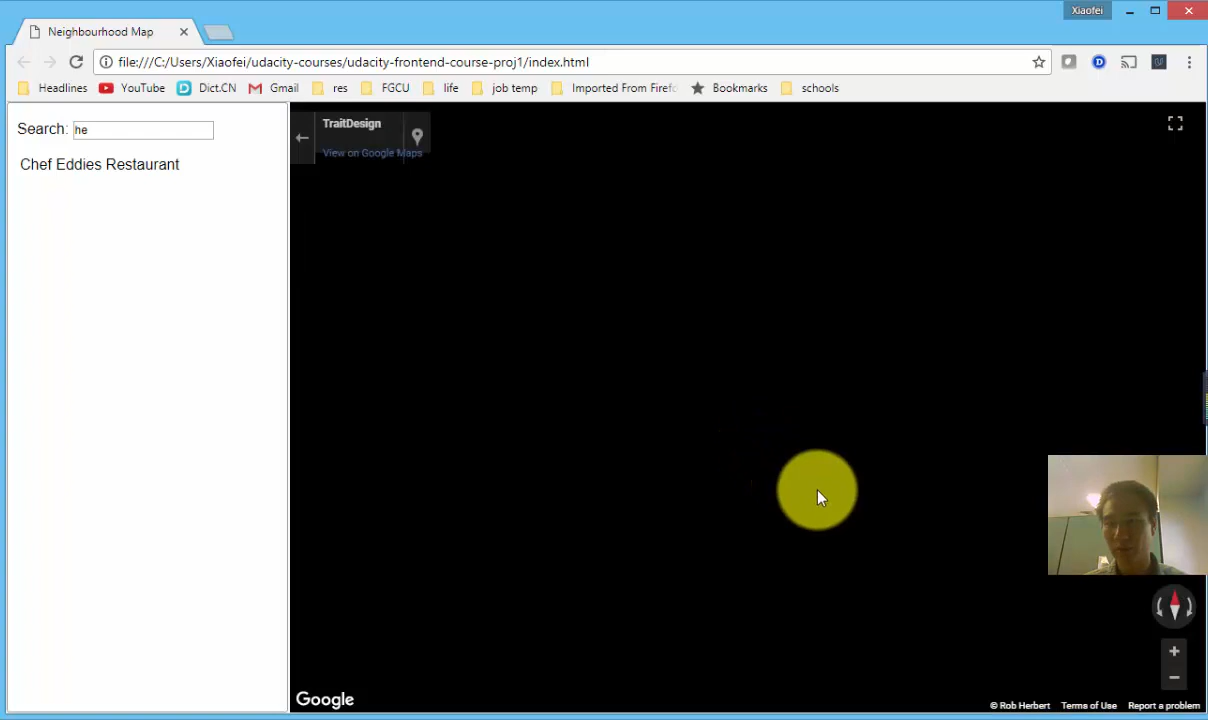 Xiaofei
Neighbourhood Map
file:///C:/Users/Xiaofei/udacity-courses/udacity-frontend-course-proj1/index.html
Headlines YouTube Dict.CN Gmail res FGCU life job temp Imported From Firefo Bookmarks schools
Search: he
TraitDesign
View on Google Maps
Chef Eddies Restaurant
Google
© Rob Herbert Terms of Use Report a problem